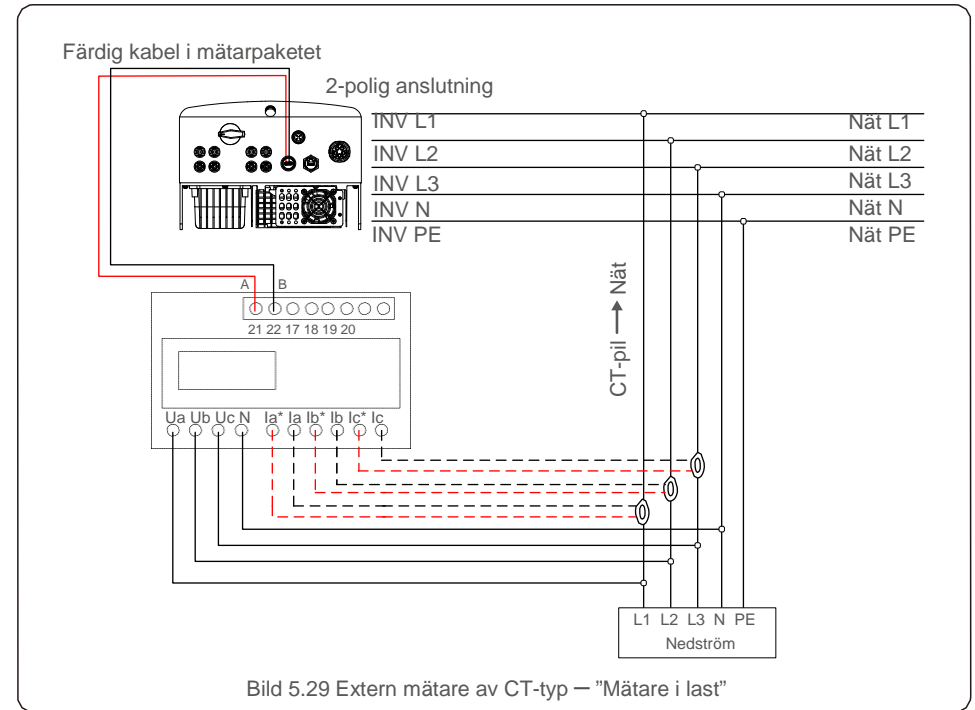 Färdig kabel i mätarpaketet
2-polig anslutning
INV L1 Nät L1
INV L2 Nät L2
INV L3 Nät L3
INV N Nät N
INV PE Nät PE
CT-pil → Nät
A B
21 22 17 18 19 20
Ua Ub Uc N Ia* Ia Ib* Ib Ic* Ic
L1 L2 L3 N PE
Nedström
Bild 5.29 Extern mätare av CT-typ – ”Mätare i last”